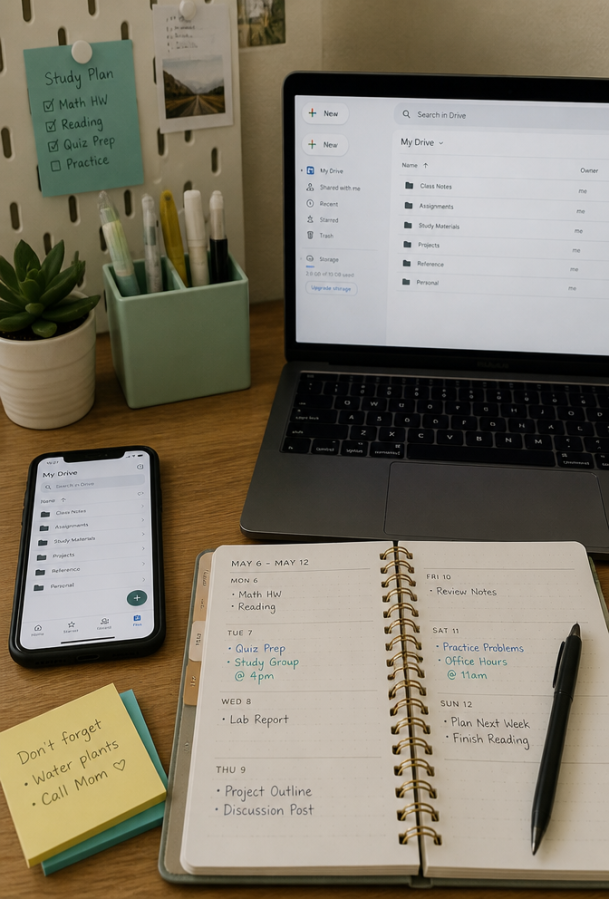 Study Plan
Math HW
Reading
Quiz Prep
Practice
New
New
My Drive
Shared with me
Recent
Starred
Trash
Storage
Upgrade storage
Search in Drive
My Drive
Name
Owner
Class Notes
me
Assignments
me
Study Materials
me
Projects
me
Reference
me
Personal
me
My Drive
Search in Drive
Name
Class Notes
Assignments
Study Materials
Projects
Reference
Personal
Home
Files
MAY 6 - MAY 12
MON 6
• Math HW
• Reading
TUE 7
• Quiz Prep
• Study Group
@ 4pm
WED 8
• Lab Report
THU 9
• Project Outline
• Discussion Post
FRI 10
• Review Notes
SAT 11
• Practice Problems
• Office Hours
@ 11am
SUN 12
• Plan Next Week
• Finish Reading
Don't forget
• Water plants
• Call Mom ♡